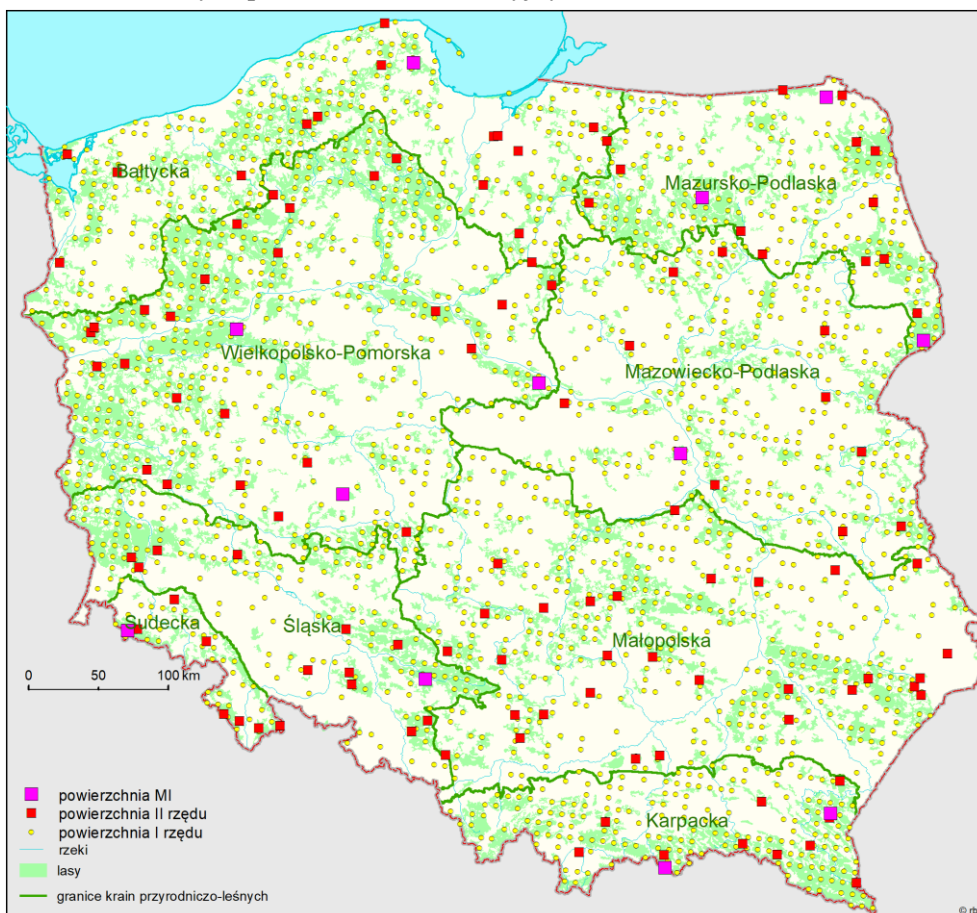 Bałtycka
Mazursko-Podlaska
Wielkopolsko-Pomorska
Mazowiecko-Podlaska
Sudecka
Śląska
Małopolska
0 50 100 km
powierzchnia MI
powierzchnia II rzędu
powierzchnia I rzędu
Karpacka
rzeki
lasy
granice krain przyrodniczo-leśnych